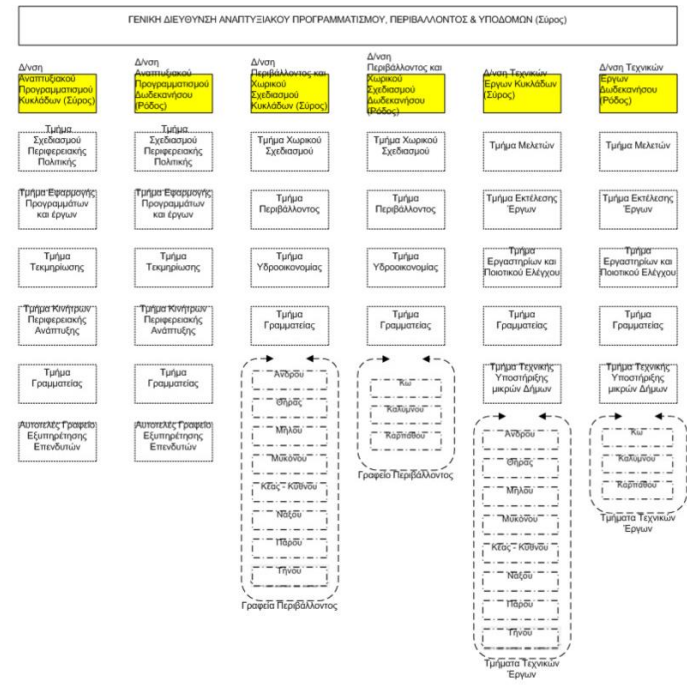 ΓΕΝΙΚΗ ΔΙΕΥΘΥΝΣΗ ΑΝΑΠΤΥΞΙΑΚΟΥ ΠΡΟΓΡΑΜΜΑΤΙΣΜΟΥ, ΠΕΡΙΒΑΛΛΟΝΤΟΣ & ΥΠΟΔΟΜΩΝ (Σύρος)
Δ/νση
Αναπτυξιακού
Προγραμματισμού
Κυκλάδων (Σύρος)
Τμήμα
Σχεδιασμού
Περιφερειακής
Πολιτικής
Τμήμα Εφαρμογής
Προγραμμάτων
και έργων
Τμήμα
Τεκμηρίωσης
Τμήμα Κινήτρων
Περιφερειακής
Ανάπτυξης
Τμήμα
Γραμματείας
Αυτοτελές Γραφείο
Εξυπηρέτησης
Επενδυτών
Δ/νση
Αναπτυξιακού
Προγραμματισμού
Δωδεκανήσου
(Ρόδος)
Τμήμα
Σχεδιασμού
Περιφερειακής
Πολιτικής
Τμήμα Εφαρμογής
Προγραμμάτων
και έργων
Τμήμα
Τεκμηρίωσης
Τμήμα Κινήτρων
Περιφερειακής
Ανάπτυξης
Τμήμα
Γραμματείας
Αυτοτελές Γραφείο
Εξυπηρέτησης
Επενδυτών
Δ/νση
Περιβάλλοντος και
Χωρικού
Σχεδιασμού
Κυκλάδων (Σύρος)
Τμήμα Χωρικού
Σχεδιασμού
Τμήμα
Περιβάλλοντος
Τμήμα
Υδροοικονομίας
Τμήμα
Γραμματείας
Άνδρου
Θήρας
Μήλου
Μυκόνου
Κέας - Κύθνου
Νάξου
Πάρου
Τήνου
Γραφεία Περιβάλλοντος
Δ/νση
Περιβάλλοντος και
Χωρικού
Σχεδιασμού
Δωδεκανήσου
(Ρόδος)
Τμήμα Χωρικού
Σχεδιασμού
Τμήμα
Περιβάλλοντος
Τμήμα
Υδροοικονομίας
Τμήμα
Γραμματείας
Κω
Καλύμνου
Καρπάθου
Γραφείο Περιβάλλοντος
Δ/νση Τεχνικών
Έργων Κυκλάδων
(Σύρος)
Τμήμα Μελετών
Τμήμα Εκτέλεσης
Έργων
Τμήμα
Εργαστηρίων και
Ποιοτικού Ελέγχου
Τμήμα
Γραμματείας
Τμήμα Τεχνικής
Υποστήριξης
μικρών Δήμων
Άνδρου
Θήρας
Μήλου
Μυκόνου
Κέας - Κύθνου
Νάξου
Πάρου
Τήνου
Τμήματα Τεχνικών
Έργων
Δ/νση Τεχνικών
Έργων
Δωδεκανήσου
(Ρόδος)
Τμήμα Μελετών
Τμήμα Εκτέλεσης
Έργων
Τμήμα
Εργαστηρίων και
Ποιοτικού Ελέγχου
Τμήμα
Γραμματείας
Τμήμα Τεχνικής
Υποστήριξης
μικρών Δήμων
Κω
Καλύμνου
Καρπάθου
Τμήματα Τεχνικών
Έργων